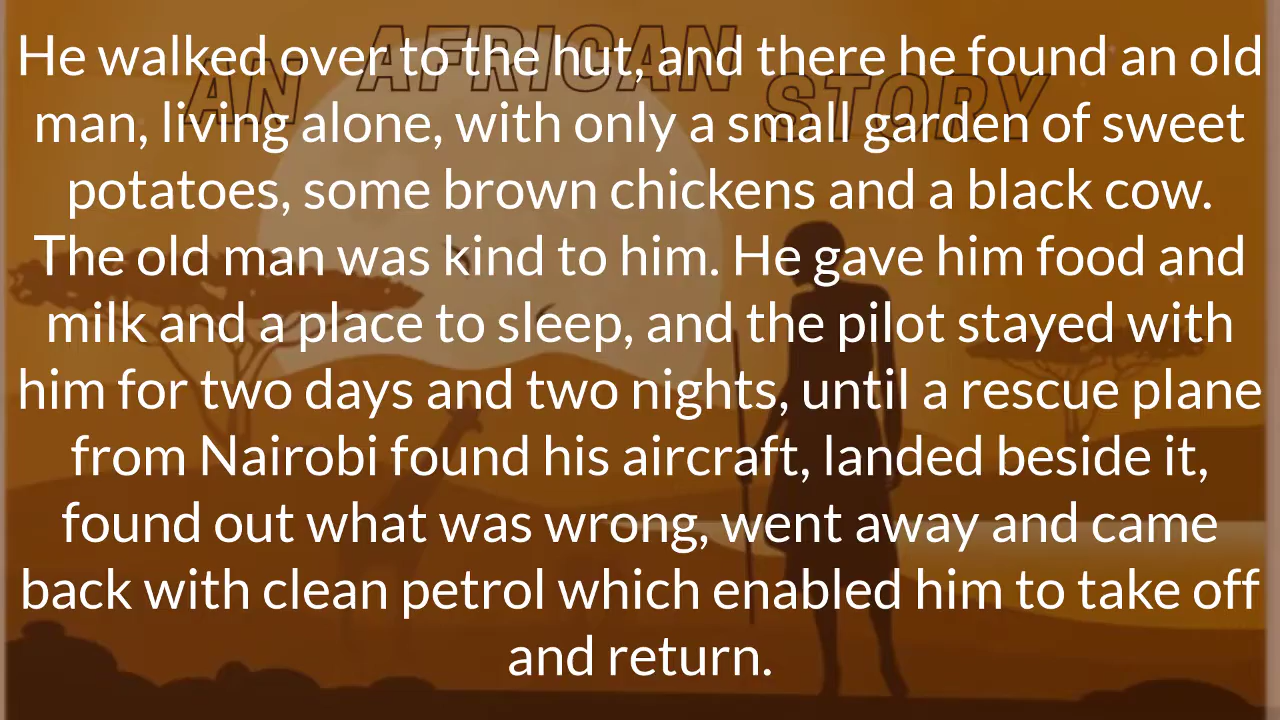 AN AFRICAN STORY
He walked over to the hut, and there he found an old
man, living alone, with only a small garden of sweet
potatoes, some brown chickens and a black cow.
The old man was kind to him. He gave him food and
milk and a place to sleep, and the pilot stayed with
him for two days and two nights, until a rescue plane
from Nairobi found his aircraft, landed beside it,
found out what was wrong, went away and came
back with clean petrol which enabled him to take off
and return.